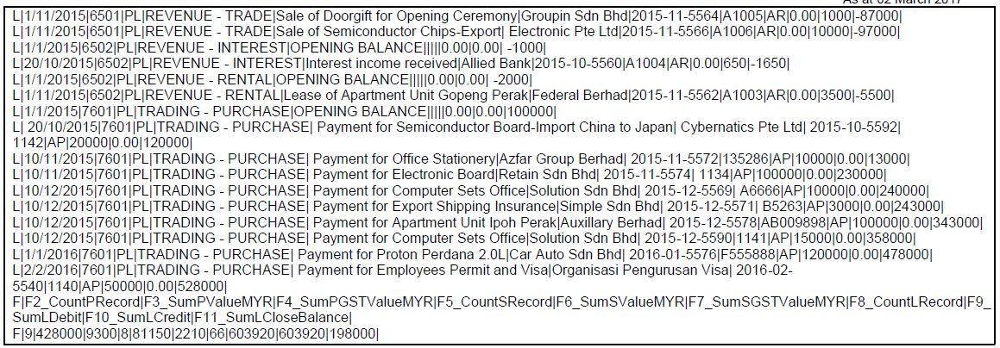 L|1/11/2015|6501|PL|REVENUE - TRADE|Sale of Doorgift for Opening Ceremony|Groupin Sdn Bhd|2015-11-5564|A1005|AR|0.00|1000|-87000|
L|1/11/2015|6501|PL|REVENUE - TRADE|Sale of Semiconductor Chips-Export| Electronic Pte Ltd|2015-11-5566|A1006|AR|0.00|10000|-97000|
L|1/1/2015|6502|PL|REVENUE - INTEREST|OPENING BALANCE|||||0.00|0.00| -1000|
L|20/10/2015|6502|PL|REVENUE - INTEREST|Interest income received|Allied Bank|2015-10-5560|A1004|AR|0.00|650|-1650|
L|1/1/2015|6502|PL|REVENUE - RENTAL|OPENING BALANCE|||||0.00|0.00| -2000|
L|1/11/2015|6502|PL|REVENUE - RENTAL|Lease of Apartment Unit Gopeng Perak|Federal Berhad|2015-11-5562|A1003|AR|0.00|3500|-5500|
L|1/1/2015|7601|PL|TRADING - PURCHASE|OPENING BALANCE|||||0.00|0.00|100000|
L| 20/10/2015|7601|PL|TRADING - PURCHASE| Payment for Semiconductor Board-Import China to Japan| Cybernatics Pte Ltd| 2015-10-5592|
1142|AP|20000|0.00|120000|
L|10/11/2015|7601|PL|TRADING - PURCHASE| Payment for Office Stationery|Azfar Group Berhad| 2015-11-5572|135286|AP|10000|0.00|13000|
L|10/11/2015|7601|PL|TRADING - PURCHASE| Payment for Electronic Board|Retain Sdn Bhd| 2015-11-5574| 1134|AP|100000|0.00|230000|
L|10/12/2015|7601|PL|TRADING - PURCHASE| Payment for Computer Sets Office|Solution Sdn Bhd| 2015-12-5569| A6666|AP|10000|0.00|240000|
L|10/12/2015|7601|PL|TRADING - PURCHASE| Payment for Export Shipping Insurance|Simple Sdn Bhd| 2015-12-5571| B5263|AP|3000|0.00|243000|
L|10/12/2015|7601|PL|TRADING - PURCHASE| Payment for Apartment Unit Ipoh Perak|Auxillary Berhad| 2015-12-5578|AB009898|AP|100000|0.00|343000|
L|10/12/2015|7601|PL|TRADING - PURCHASE| Payment for Computer Sets Office|Solution Sdn Bhd| 2015-12-5590|1141|AP|15000|0.00|358000|
L|1/1/2016|7601|PL|TRADING - PURCHASE| Payment for Proton Perdana 2.0L|Car Auto Sdn Bhd| 2016-01-5576|F555888|AP|120000|0.00|478000|
L|2/2/2016|7601|PL|TRADING - PURCHASE| Payment for Employees Permit and Visa|Organisasi Pengurusan Visa| 2016-02-
5540|1140|AP|50000|0.00|528000|
F|F2_CountPRecord|F3_SumPValueMYR|F4_SumPGSTValueMYR|F5_CountSRecord|F6_SumSValueMYR|F7_SumSGSTValueMYR|F8_CountLRecord|F9_
SumLDebit|F10_SumLCredit|F11_SumLCloseBalance|
F|9|428000|9300|8|81150|2210|66|603920|603920|198000|